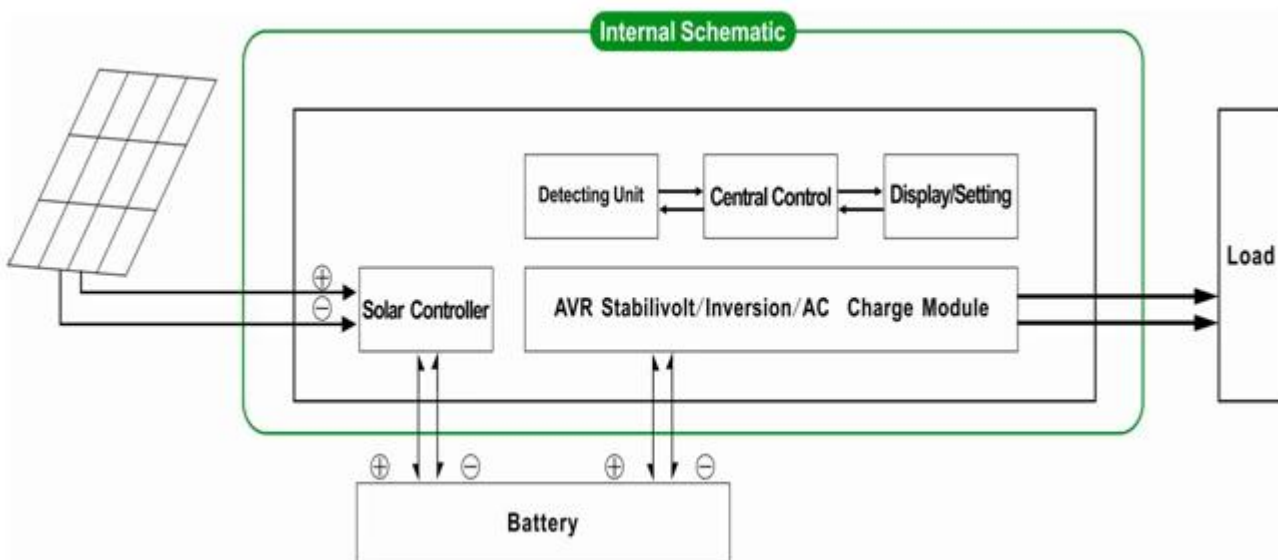 Internal Schematic
Detecting Unit
Central Control
Display/Setting
Load
⊕
⊖
Solar Controller
AVR Stabilivolt/Inversion/AC Charge Module
⊕ ⊖ ⊕ ⊖
Battery